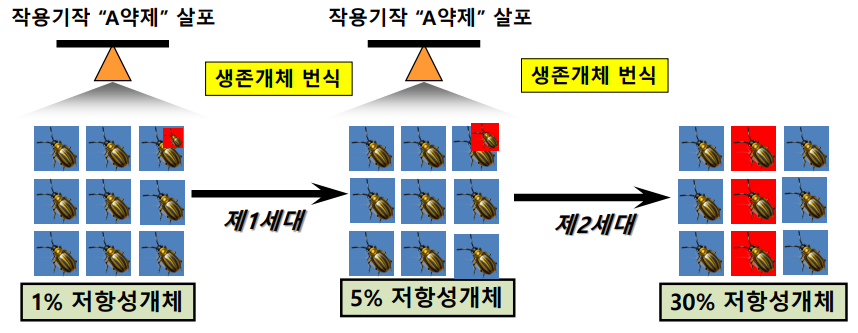 작용기작 “A약제” 살포
작용기작 “A약제” 살포
생존개체 번식
생존개체 번식
제1세대
제2세대
1% 저항성개체
5% 저항성개체
30% 저항성개체